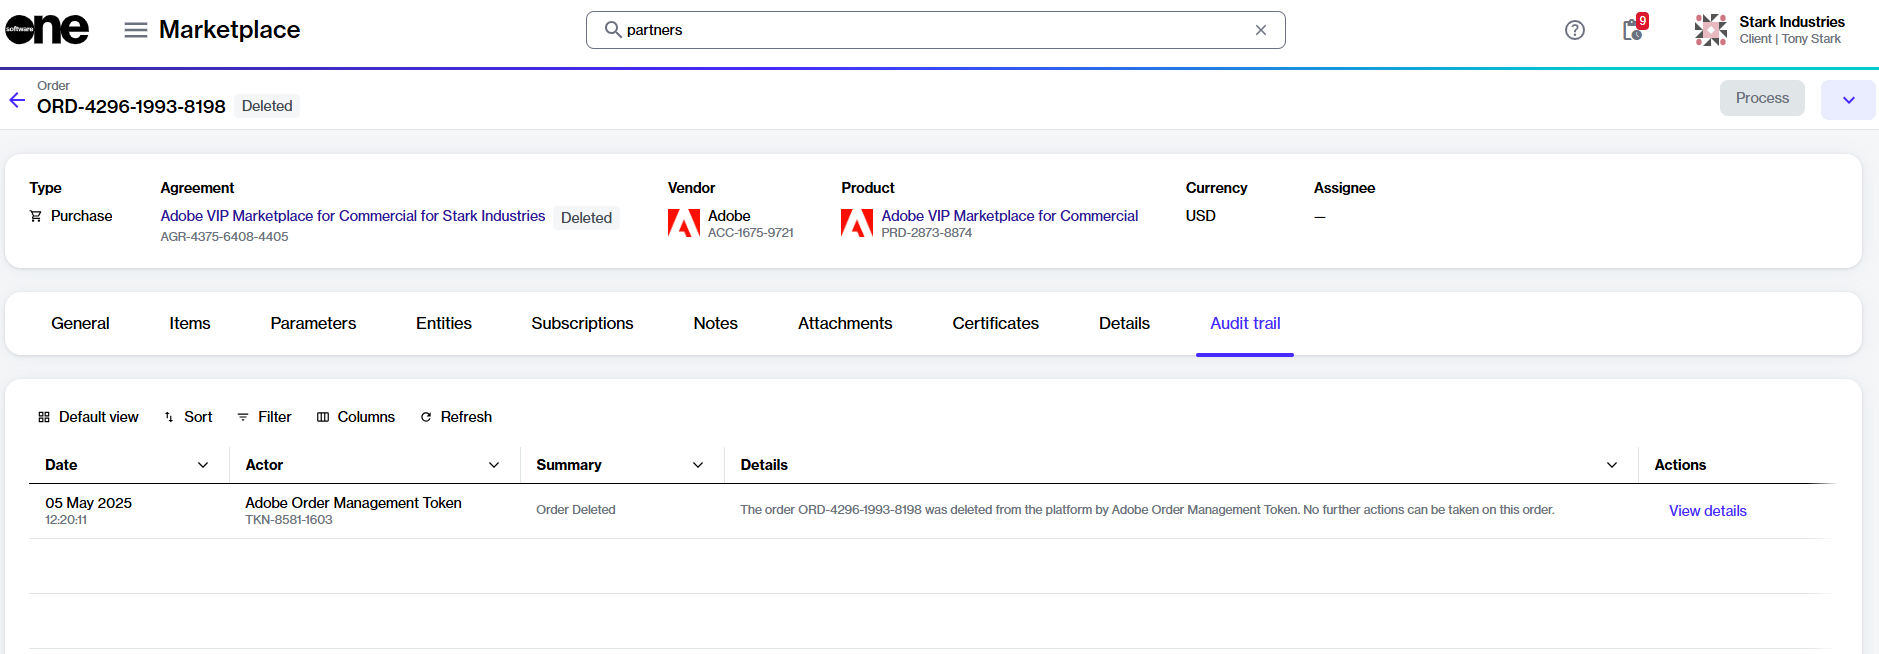 software one
Marketplace
partners
9
Stark Industries
Client | Tony Stark
Order
ORD-4296-1993-8198 Deleted
Process
Type Agreement Vendor Product Currency Assignee
Purchase Adobe VIP Marketplace for Commercial for Stark Industries Deleted Adobe Adobe VIP Marketplace for Commercial USD —
AGR-4375-6408-4405 ACC-1675-9721 PRD-2873-8874
General Items Parameters Entities Subscriptions Notes Attachments Certificates Details Audit trail
Default view Sort Filter Columns Refresh
Date Actor Summary Details Actions
05 May 2025 Adobe Order Management Token Order Deleted The order ORD-4296-1993-8198 was deleted from the platform by Adobe Order Management Token. No further actions can be taken on this order. View details
12:20:11 TKN-8581-1603